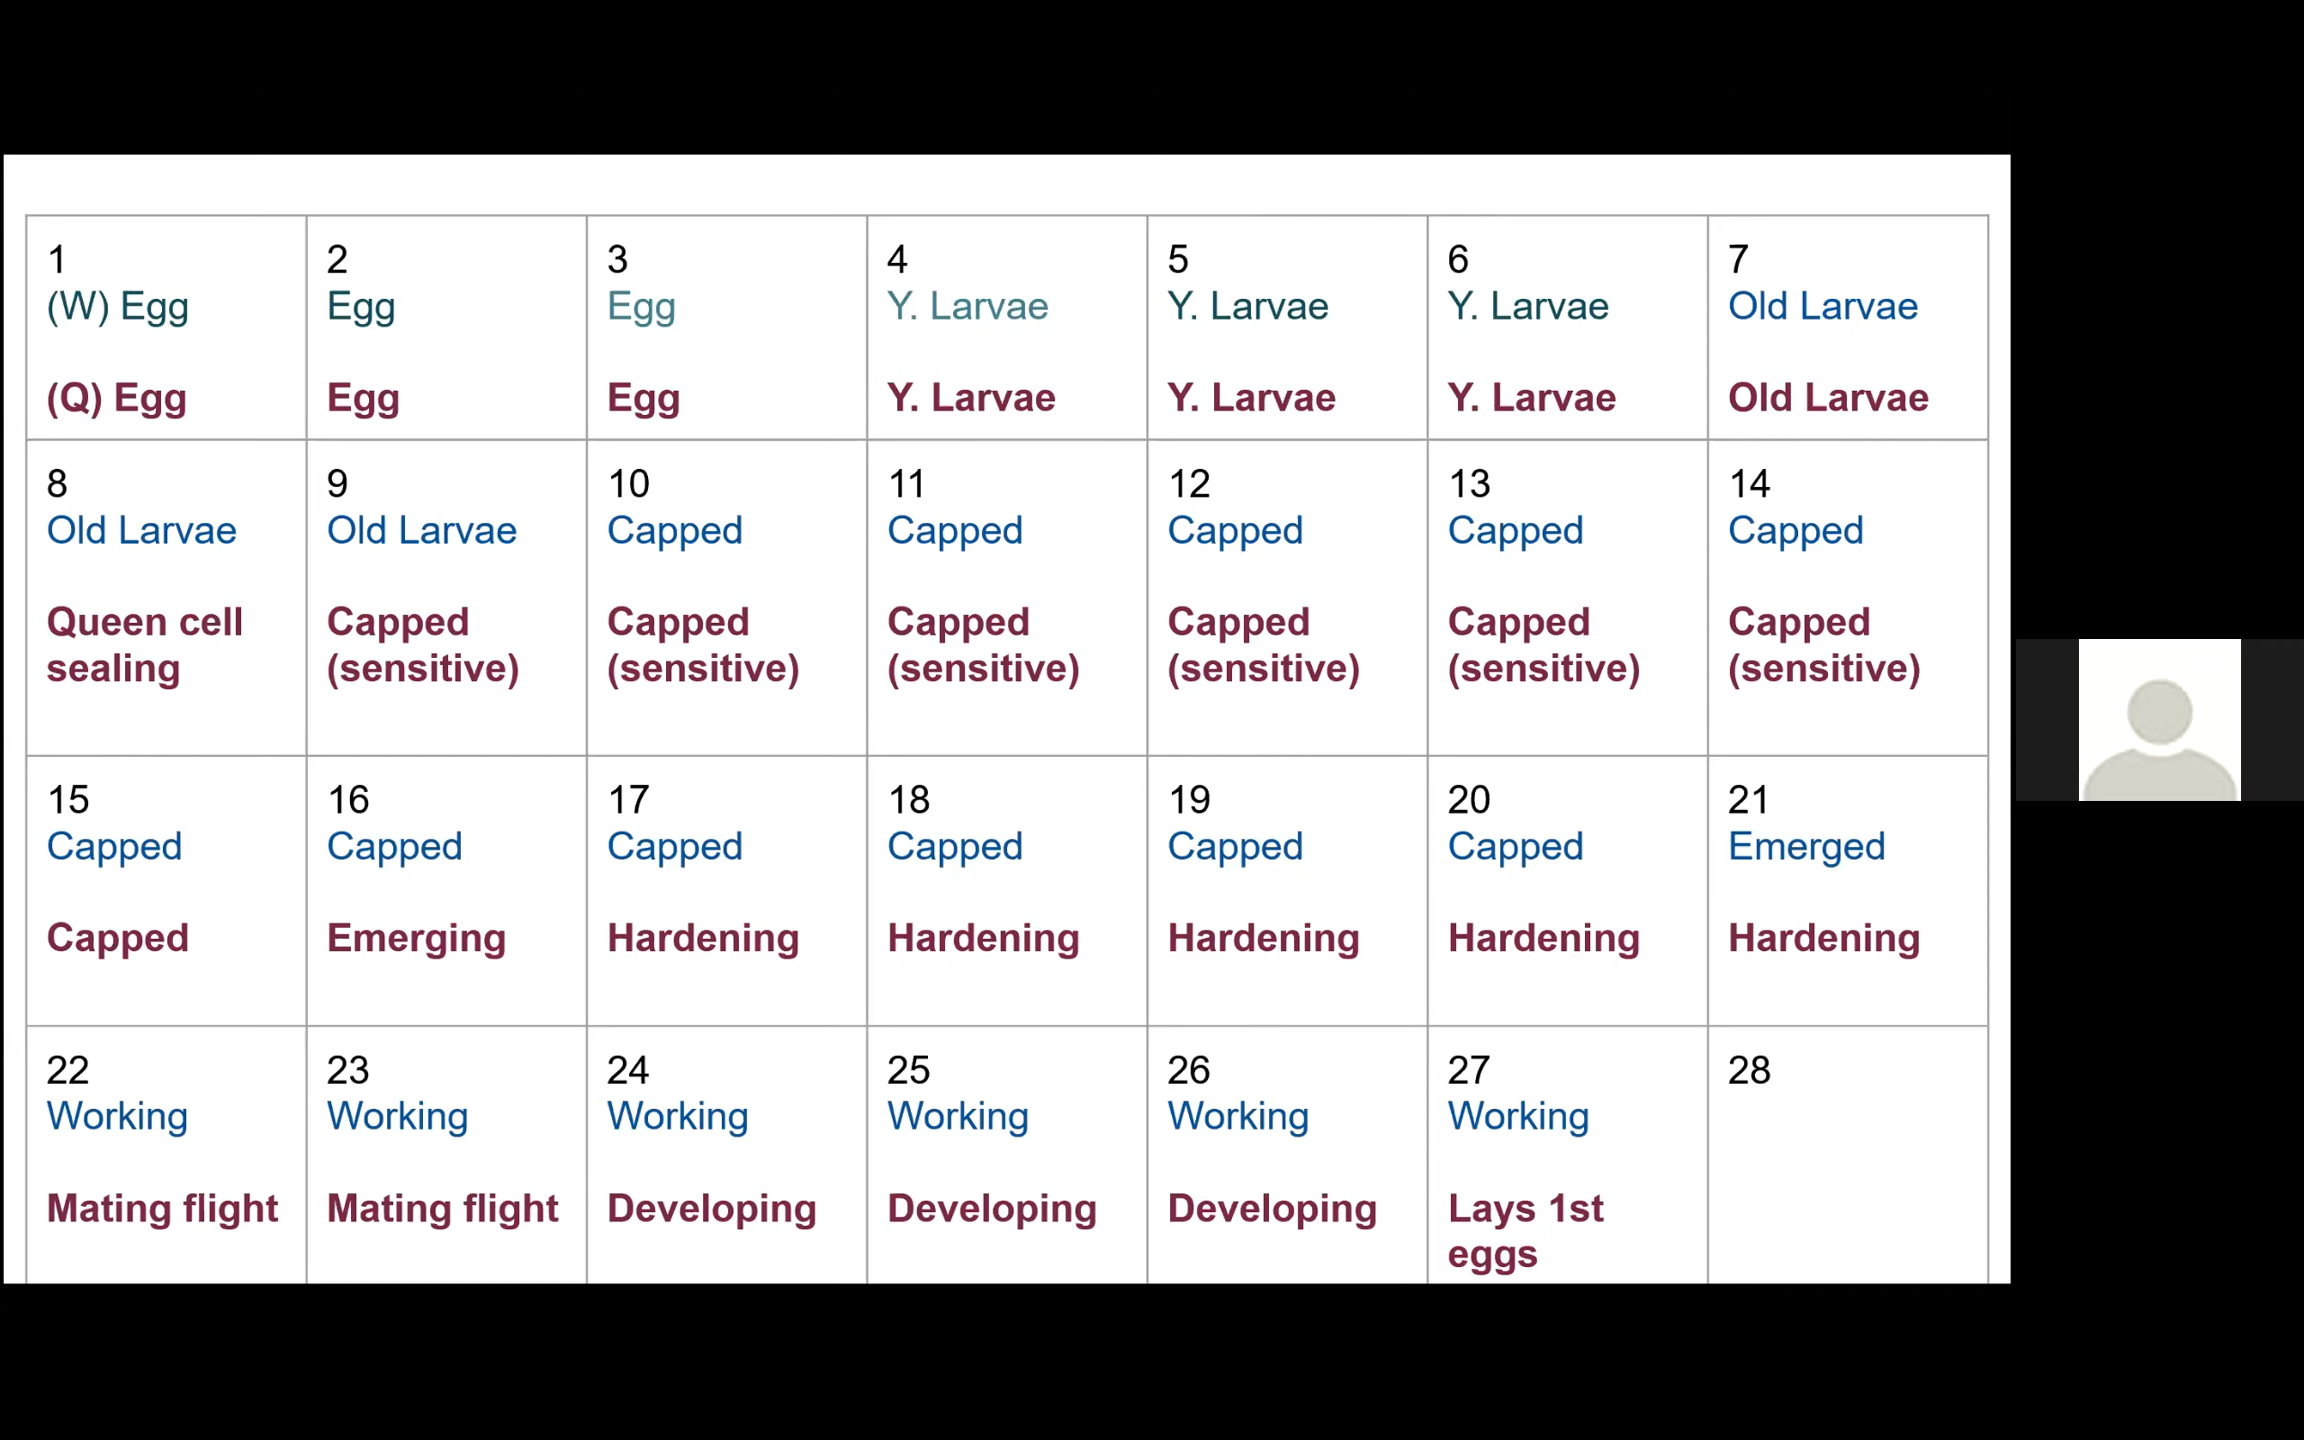 1
(W) Egg
(Q) Egg
2
Egg
Egg
3
Egg
Egg
4
Y. Larvae
Y. Larvae
5
Y. Larvae
Y. Larvae
6
Y. Larvae
Y. Larvae
7
Old Larvae
Old Larvae
8
Old Larvae
Queen cell
sealing
9
Old Larvae
Capped
(sensitive)
10
Capped
Capped
(sensitive)
11
Capped
Capped
(sensitive)
12
Capped
Capped
(sensitive)
13
Capped
Capped
(sensitive)
14
Capped
Capped
(sensitive)
15
Capped
Capped
16
Capped
Emerging
17
Capped
Hardening
18
Capped
Hardening
19
Capped
Hardening
20
Capped
Hardening
21
Emerged
Hardening
22
Working
Mating flight
23
Working
Mating flight
24
Working
Developing
25
Working
Developing
26
Working
Developing
27
Working
Lays 1st
eggs
28